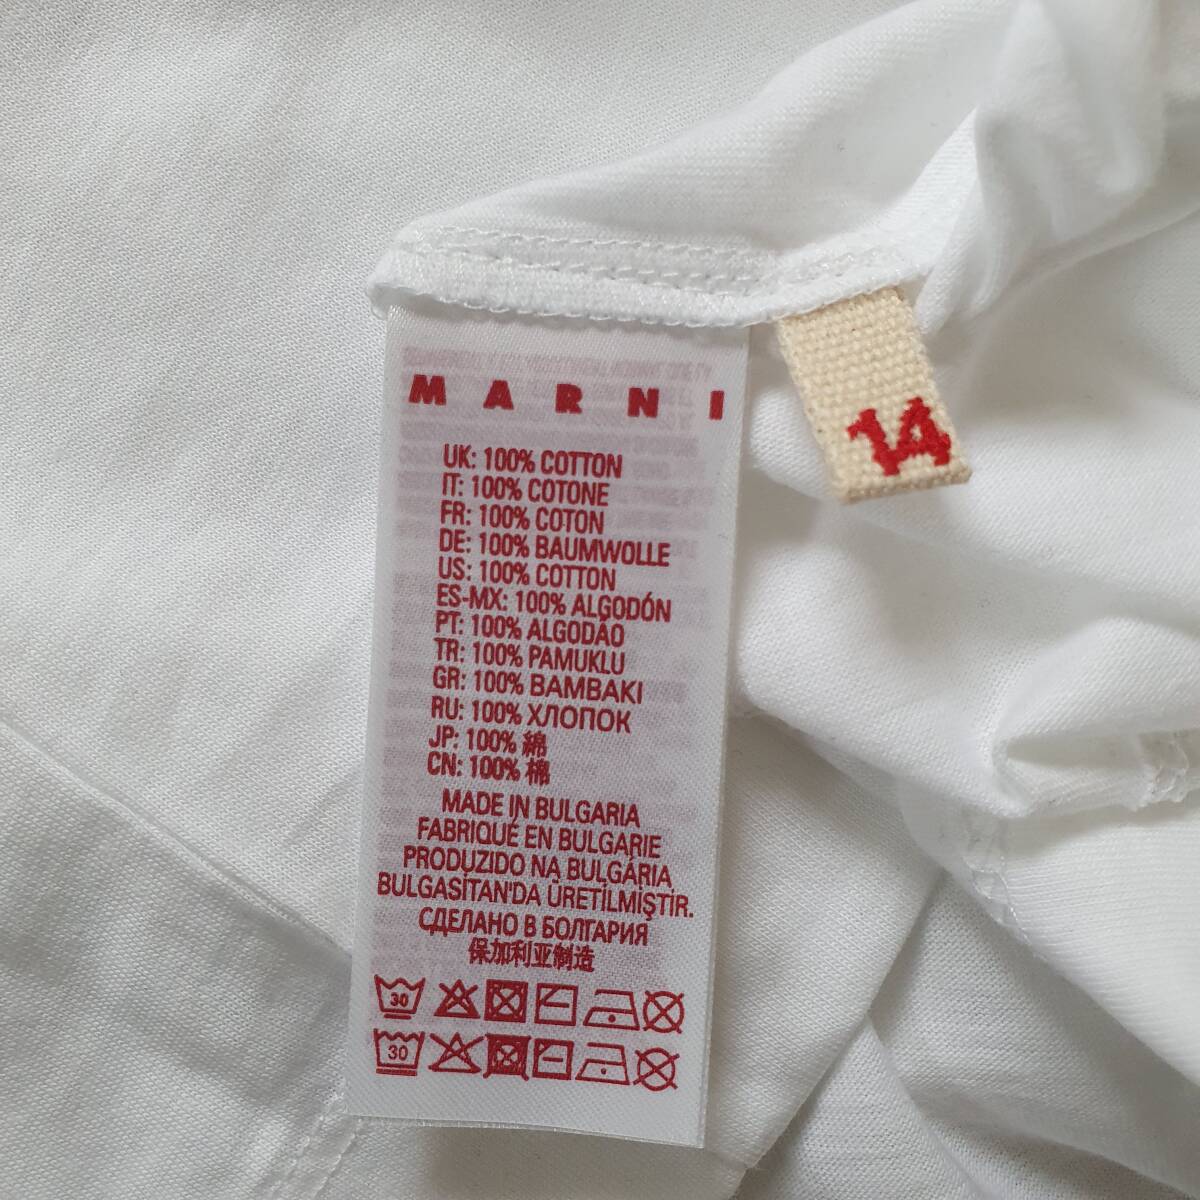 MARNI
14
UK: 100% COTTON
IT: 100% COTONE
FR: 100% COTON
DE: 100% BAUMWOLLE
US: 100% COTTON
ES-MX: 100% ALGODÓN
PT: 100% ALGODÃO
TR: 100% PAMUKLU
GR: 100% BAMBAKI
RU: 100% ХЛОПОК
JP: 100% 綿
CN: 100% 棉
MADE IN BULGARIA
FABRIQUÉ EN BULGARIE
PRODUZIDO NA BULGÁRIA
BULGASİTAN'DA ÜRETİLMİŞTİR.
СДЕЛАНО В БОЛГАРИЯ
保加利亚制造
30
30